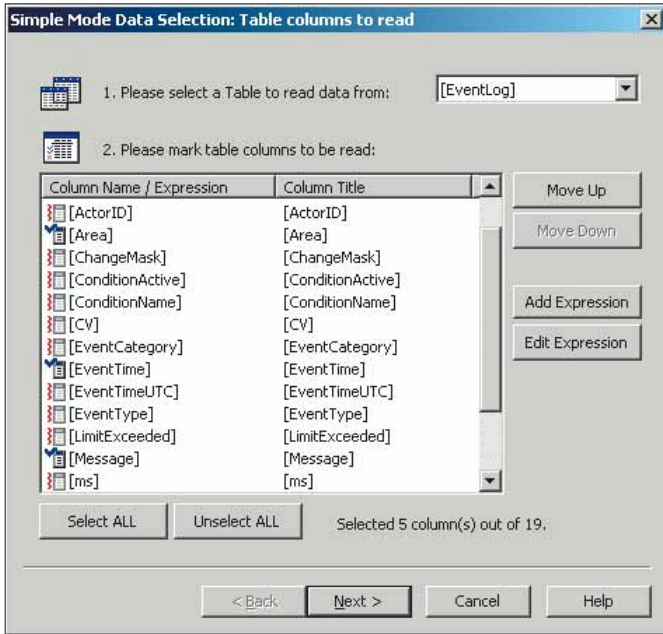 Simple Mode Data Selection: Table columns to read
1. Please select a Table to read data from:
[EventLog]
2. Please mark table columns to be read:
Column Name / Expression Column Title
[ActorID] [ActorID]
[Area] [Area]
[ChangeMask] [ChangeMask]
[ConditionActive] [ConditionActive]
[ConditionName] [ConditionName]
[CV] [CV]
[EventCategory] [EventCategory]
[EventTime] [EventTime]
[EventTimeUTC] [EventTimeUTC]
[EventType] [EventType]
[LimitExceeded] [LimitExceeded]
[Message] [Message]
[ms] [ms]
Move Up
Move Down
Add Expression
Edit Expression
Select ALL Unselect ALL Selected 5 column(s) out of 19.
< Back Next > Cancel Help